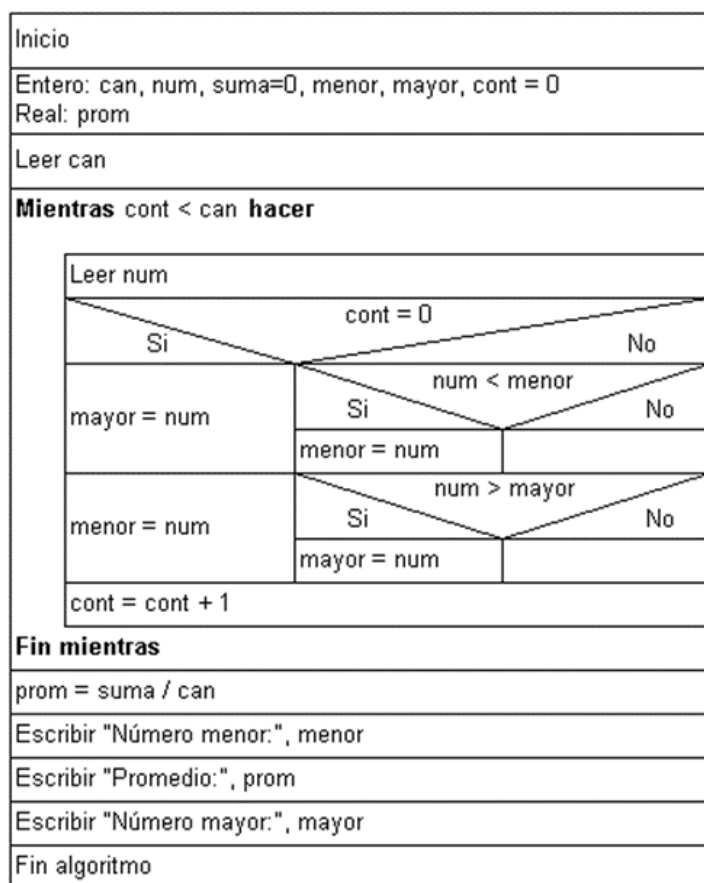 Inicio
Entero: can, num, suma=0, menor, mayor, cont = 0
Real: prom
Leer can
Mientras cont < can hacer
Leer num
cont = 0
Si No
mayor = num
num < menor
Si No
menor = num
menor = num
num > mayor
Si No
mayor = num
cont = cont + 1
Fin mientras
prom = suma / can
Escribir "Número menor:", menor
Escribir "Promedio:", prom
Escribir "Número mayor:", mayor
Fin algoritmo